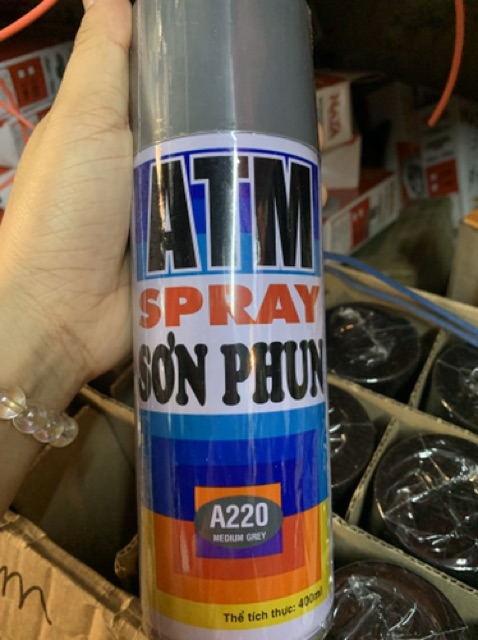 ATM
SPRAY
SƠN PHUN
A220
MEDIUM GREY
Thể tích thực: 400ml